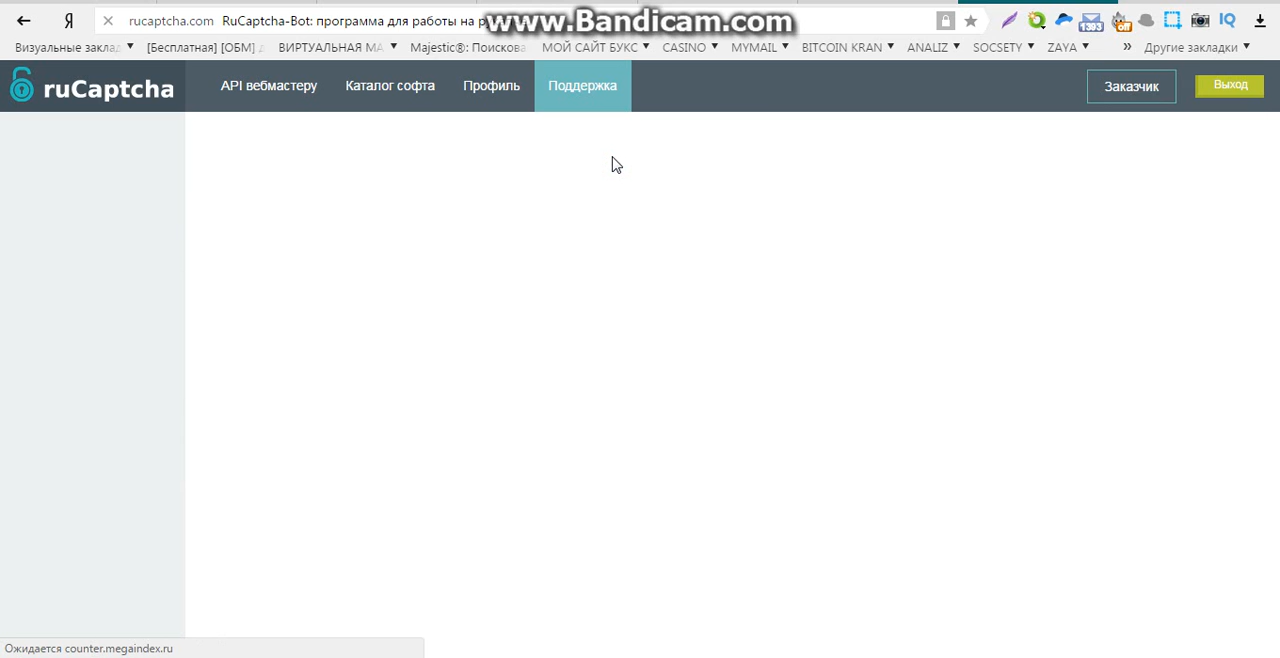 rucaptcha.com RuCaptcha-Bot: программа для работы на
www.Bandicam.com
Визуальные заклад [Бесплатная] [ОБМ] ВИРТУАЛЬНАЯ МА Majestic®: Поискова МОЙ САЙТ БУКС CASINO MYMAIL BITCOIN KRAN ANALIZ SOCSETY ZAYA » Другие закладки
ruCaptcha API вебмастеру Каталог софта Профиль Поддержка Заказчик Выход
Ожидается counter.megaindex.ru